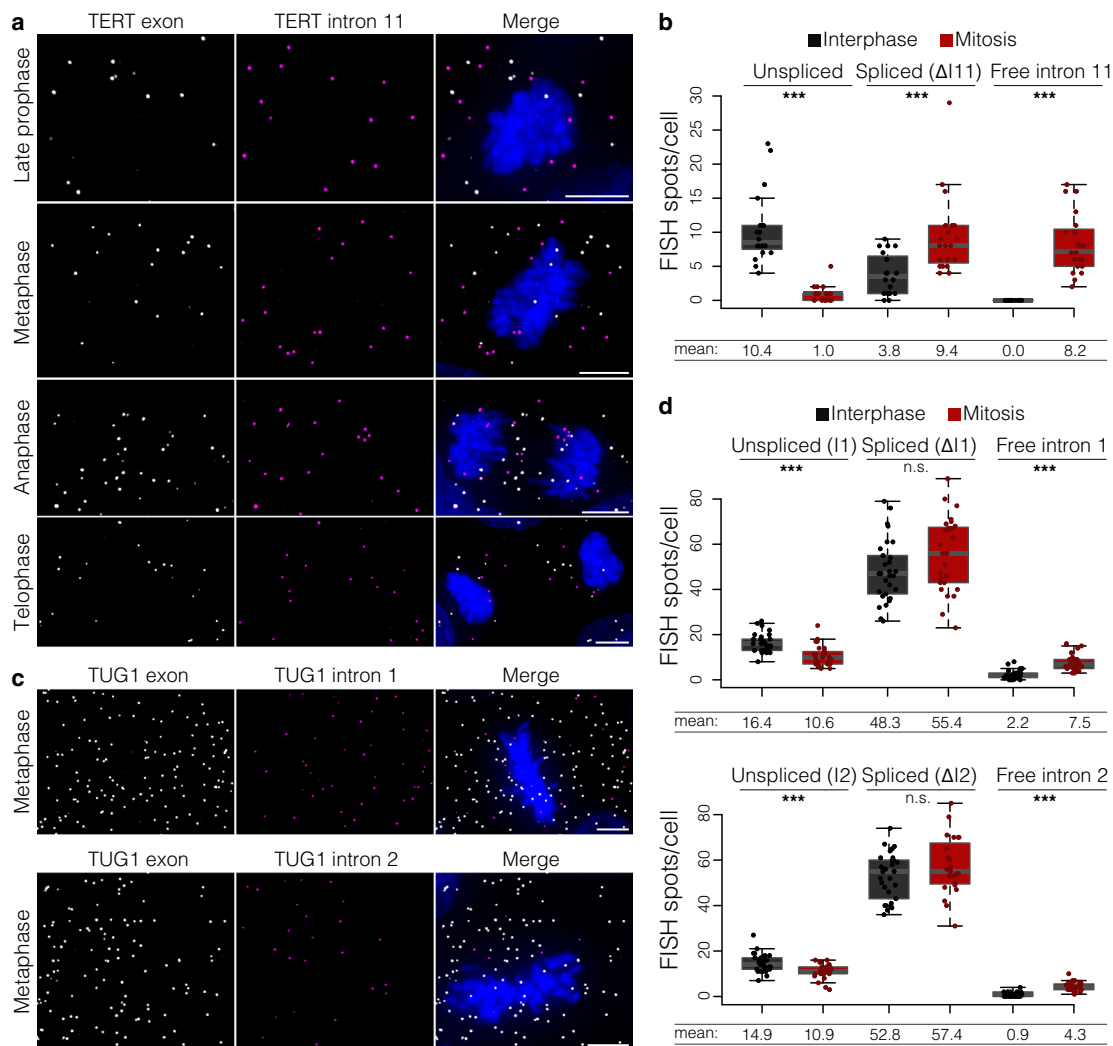 a
TERT exon TERT intron 11 Merge
Late prophase
Metaphase
Anaphase
Telophase
c
TUG1 exon TUG1 intron 1 Merge
Metaphase
TUG1 exon TUG1 intron 2 Merge
Metaphase
b
Interphase Mitosis
Unspliced Spliced (ΔI11) Free intron 11
*** *** ***
FISH spots/cell
30
25
20
15
10
5
0
mean: 10.4 1.0 3.8 9.4 0.0 8.2
d
Interphase Mitosis
Unspliced (I1) Spliced (ΔI1) Free intron 1
*** n.s. ***
FISH spots/cell
80
60
40
20
0
mean: 16.4 10.6 48.3 55.4 2.2 7.5
Unspliced (I2) Spliced (ΔI2) Free intron 2
*** n.s. ***
FISH spots/cell
80
60
40
20
0
mean: 14.9 10.9 52.8 57.4 0.9 4.3